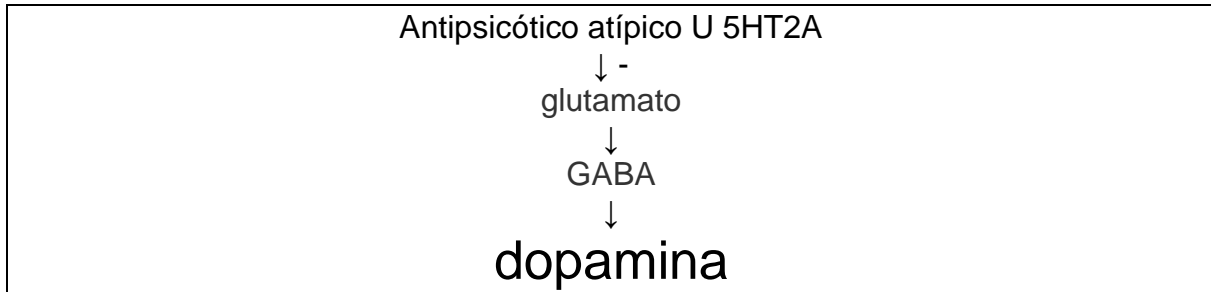 Antipsicótico atípico U 5HT2A
↓ -
glutamato
↓
GABA
↓
dopamina